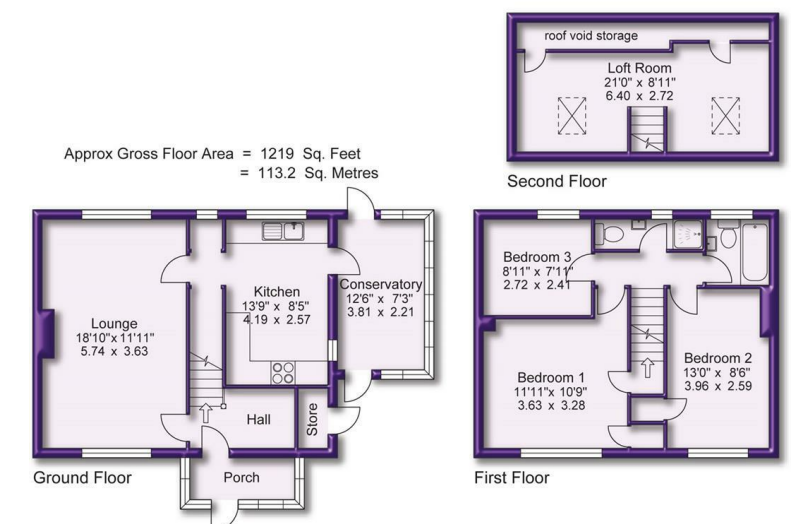 roof void storage
Loft Room
21'0" x 8'11"
6.40 x 2.72
Second Floor
Approx Gross Floor Area = 1219 Sq. Feet
= 113.2 Sq. Metres
Lounge
18'10"x 11'11"
5.74 x 3.63
Kitchen
13'9" x 8'5"
4.19 x 2.57
Conservatory
12'6" x 7'3"
3.81 x 2.21
Hall
Store
Porch
Ground Floor
Bedroom 3
8'11" x 7'11"
2.72 x 2.41
Bedroom 1
11'11" x 10'9"
3.63 x 3.28
Bedroom 2
13'0" x 8'6"
3.96 x 2.59
First Floor